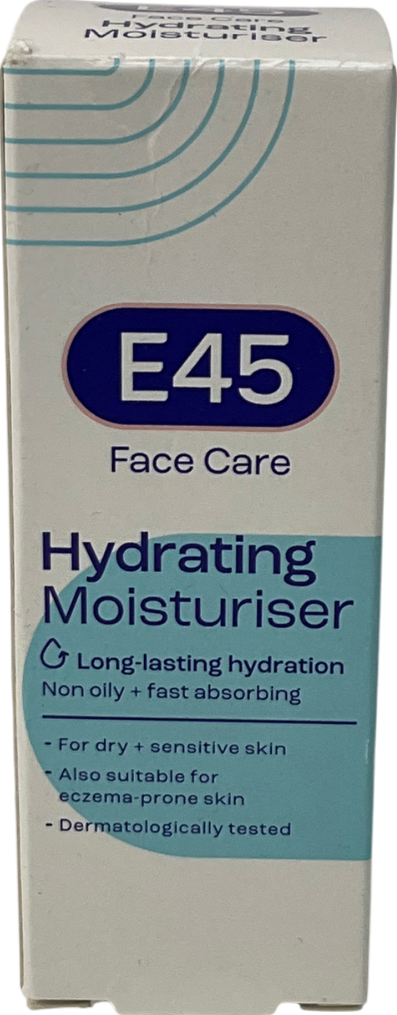 E45
Face Care
Hydrating
Moisturiser
E45
Face Care
Hydrating
Moisturiser
Long-lasting hydration
Non oily + fast absorbing
- For dry + sensitive skin
- Also suitable for
eczema-prone skin
- Dermatologically tested